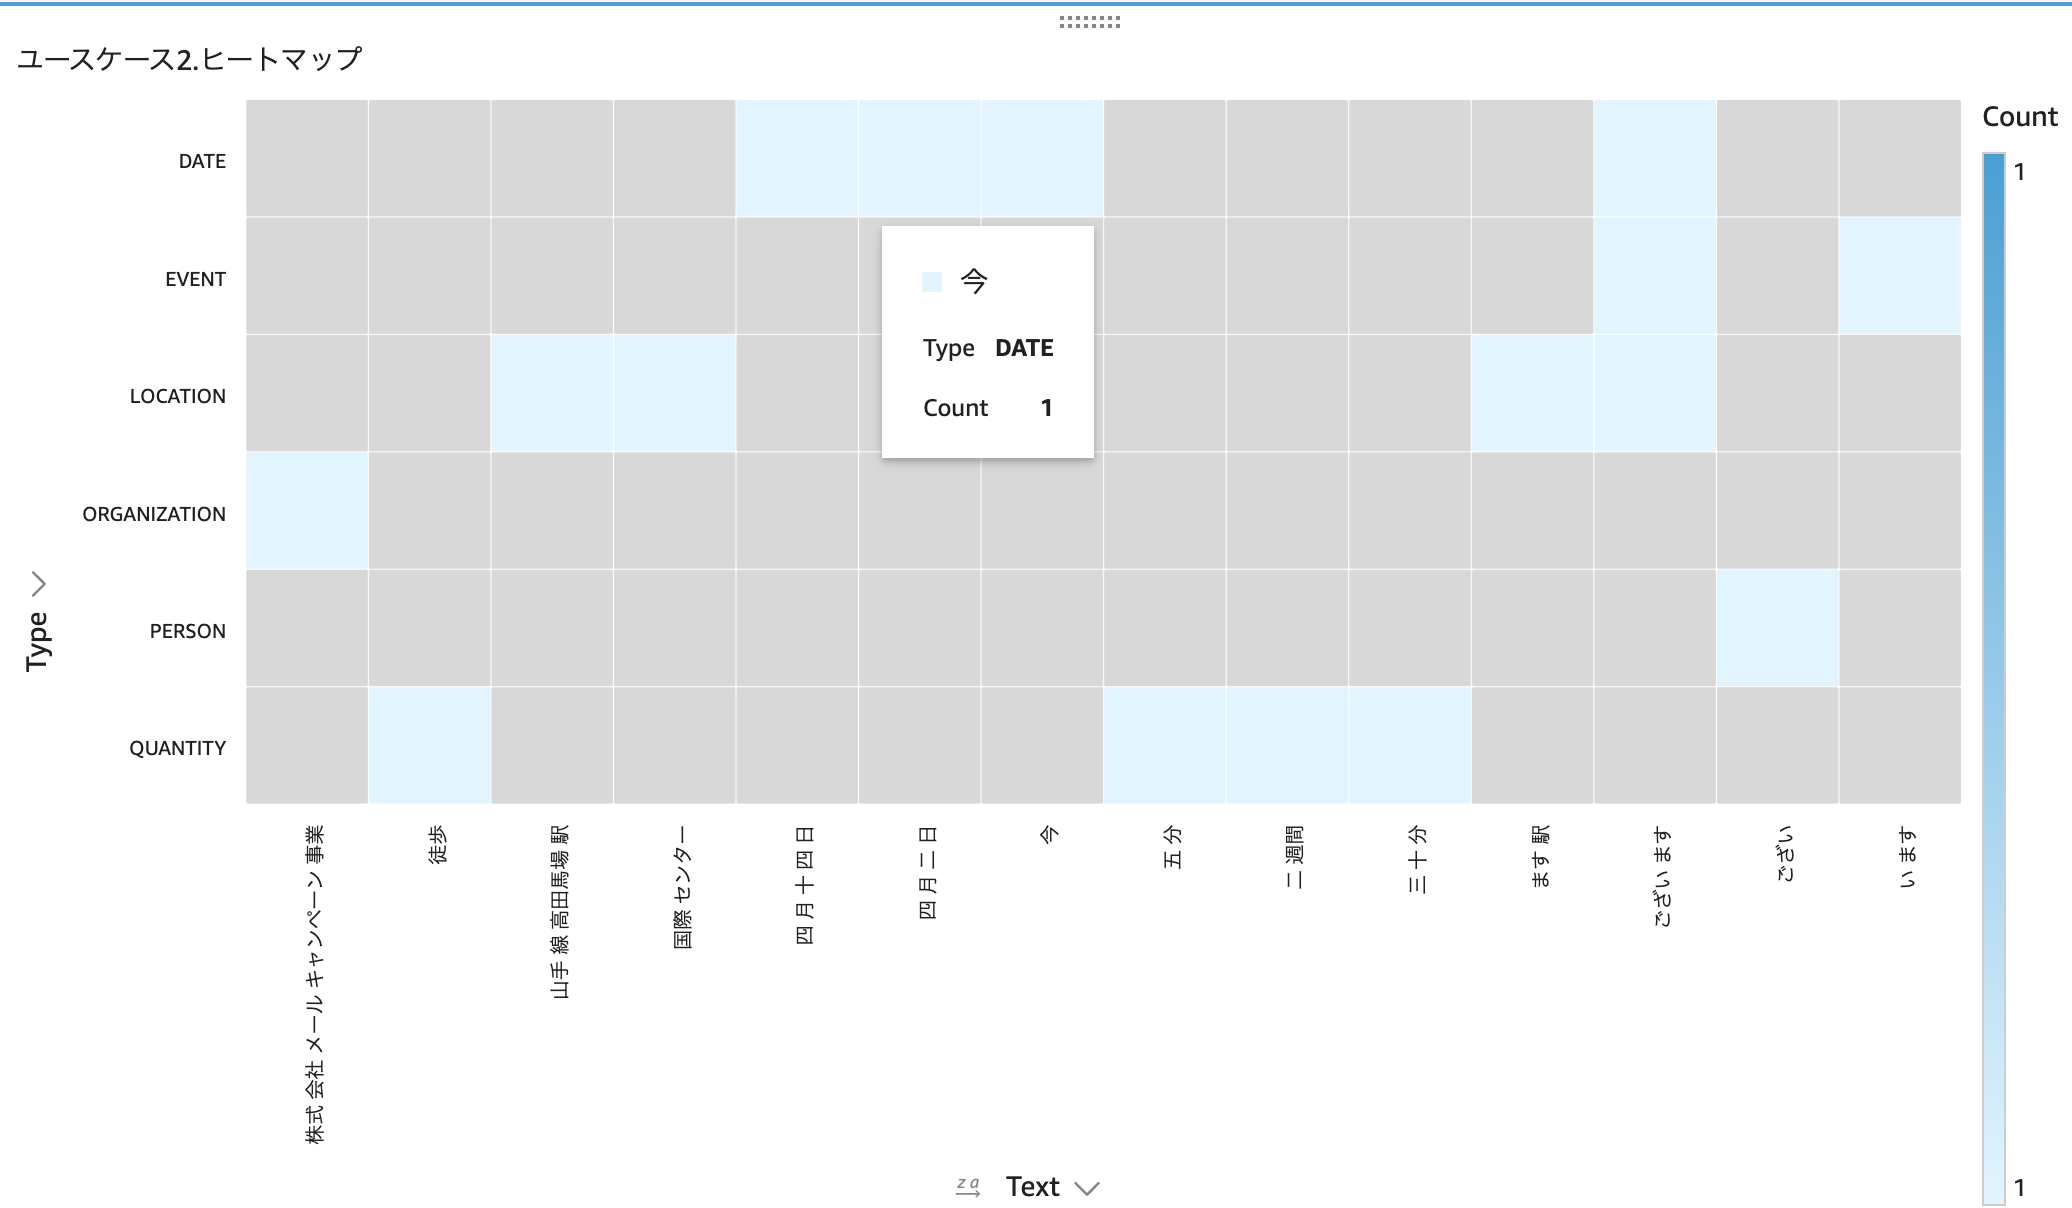 ユースケース2.ヒートマップ
Count
1
1
DATE
EVENT
LOCATION
ORGANIZATION
PERSON
QUANTITY
Type
今
Type DATE
Count 1
株式 会社 メール キャンペーン 事業
徒歩
山手 線 高田馬場 駅
国際 センター
四 月 十 四 日
四 月 二 日
今
五 分
二 週間
三 十 分
ます 駅
ござい ます
ござい
い ます
z a
Text